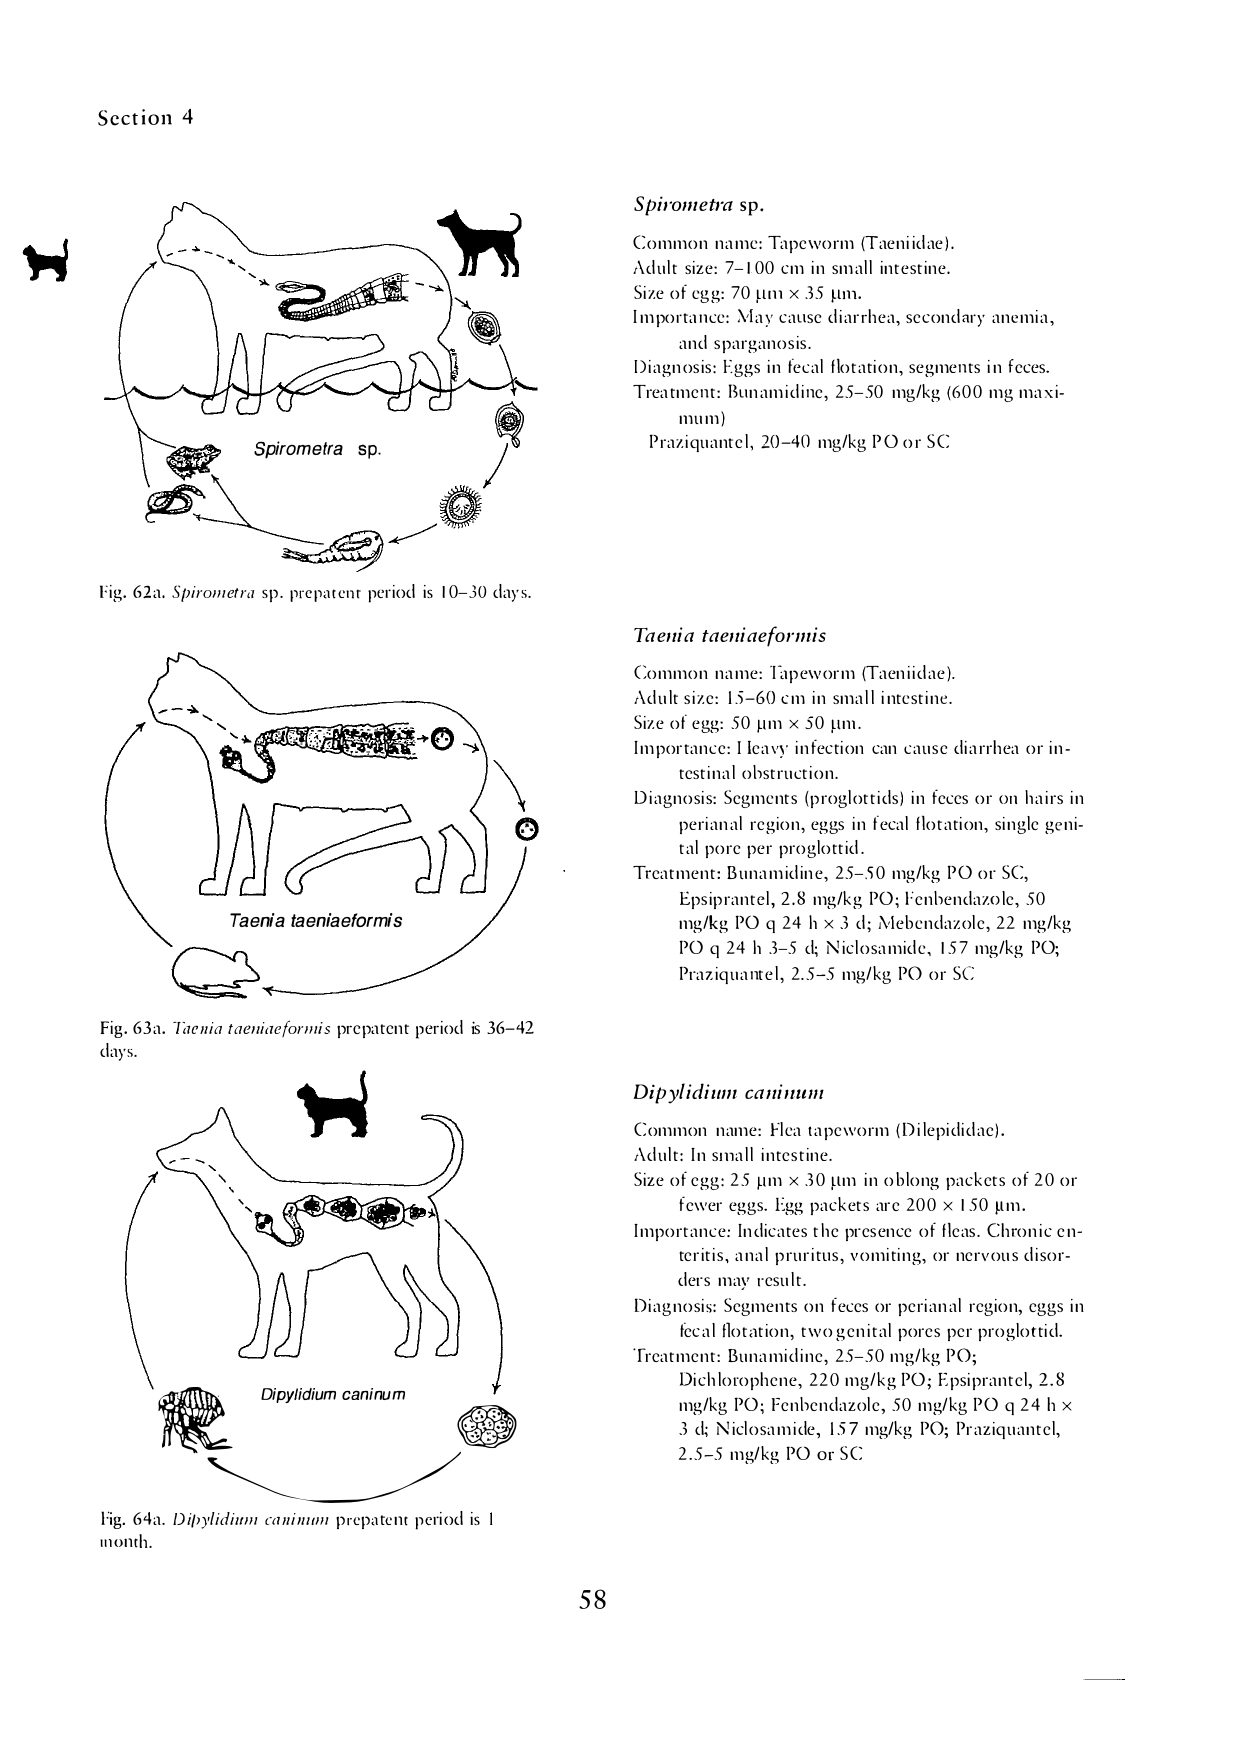 Section 4
Spirometra sp.
Fig. 62a. Spirometra sp. prepatent period is 10–30 days.
Taenia taeniaeformis
Fig. 63a. Taenia taeniaeformis prepatent period is 36–42
days.
Dipylidium caninum
Fig. 64a. Dipylidium caninum prepatent period is 1
month.
Spirometra sp.
Common name: Tapeworm (Taeniidae).
Adult size: 7–100 cm in small intestine.
Size of egg: 70 µm × 35 µm.
Importance: May cause diarrhea, secondary anemia,
and sparganosis.
Diagnosis: Eggs in fecal flotation, segments in feces.
Treatment: Bunamidine, 25–50 mg/kg (600 mg maxi-
mum)
Praziquantel, 20–40 mg/kg PO or SC
Taenia taeniaeformis
Common name: Tapeworm (Taeniidae).
Adult size: 15–60 cm in small intestine.
Size of egg: 50 µm × 50 µm.
Importance: Heavy infection can cause diarrhea or in-
testinal obstruction.
Diagnosis: Segments (proglottids) in feces or on hairs in
perianal region, eggs in fecal flotation, single geni-
tal pore per proglottid.
Treatment: Bunamidine, 25–50 mg/kg PO or SC,
Epsiprantel, 2.8 mg/kg PO; Fenbendazole, 50
mg/kg PO q 24 h × 3 d; Mebendazole, 22 mg/kg
PO q 24 h 3–5 d; Niclosamide, 157 mg/kg PO;
Praziquantel, 2.5–5 mg/kg PO or SC
Dipylidium caninum
Common name: Flea tapeworm (Dilepididae).
Adult: In small intestine.
Size of egg: 25 µm × 30 µm in oblong packets of 20 or
fewer eggs. Egg packets are 200 × 150 µm.
Importance: Indicates the presence of fleas. Chronic en-
teritis, anal pruritus, vomiting, or nervous disor-
ders may result.
Diagnosis: Segments on feces or perianal region, eggs in
fecal flotation, two genital pores per proglottid.
Treatment: Bunamidine, 25–50 mg/kg PO;
Dichlorophene, 220 mg/kg PO; Epsiprantel, 2.8
mg/kg PO; Fenbendazole, 50 mg/kg PO q 24 h ×
3 d; Niclosamide, 157 mg/kg PO; Praziquantel,
2.5–5 mg/kg PO or SC
58